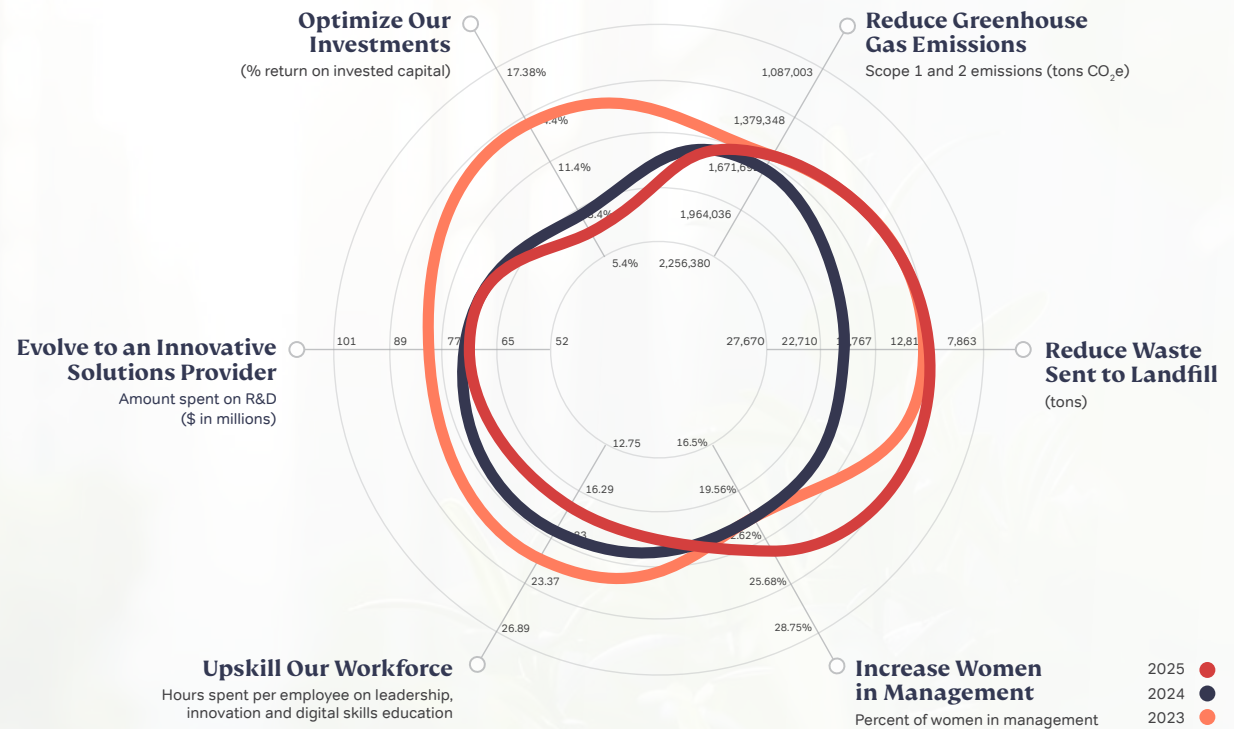 Optimize Our
Investments
(% return on invested capital)
Reduce Greenhouse
Gas Emissions
Scope 1 and 2 emissions (tons CO2e)
17.38%
1,087,003
1,379,348
11.4%
1,964,036
5.4%
2,256,380
Evolve to an Innovative
Solutions Provider
Amount spent on R&D
($ in millions)
101
89
77
65
52
27,670
22,710
7,863
Reduce Waste
Sent to Landfill
(tons)
12.75
16.5%
16.29
19.56%
23.37
25.68%
26.89
28.75%
Upskill Our Workforce
Hours spent per employee on leadership,
innovation and digital skills education
Increase Women
in Management
Percent of women in management
2025
2024
2023